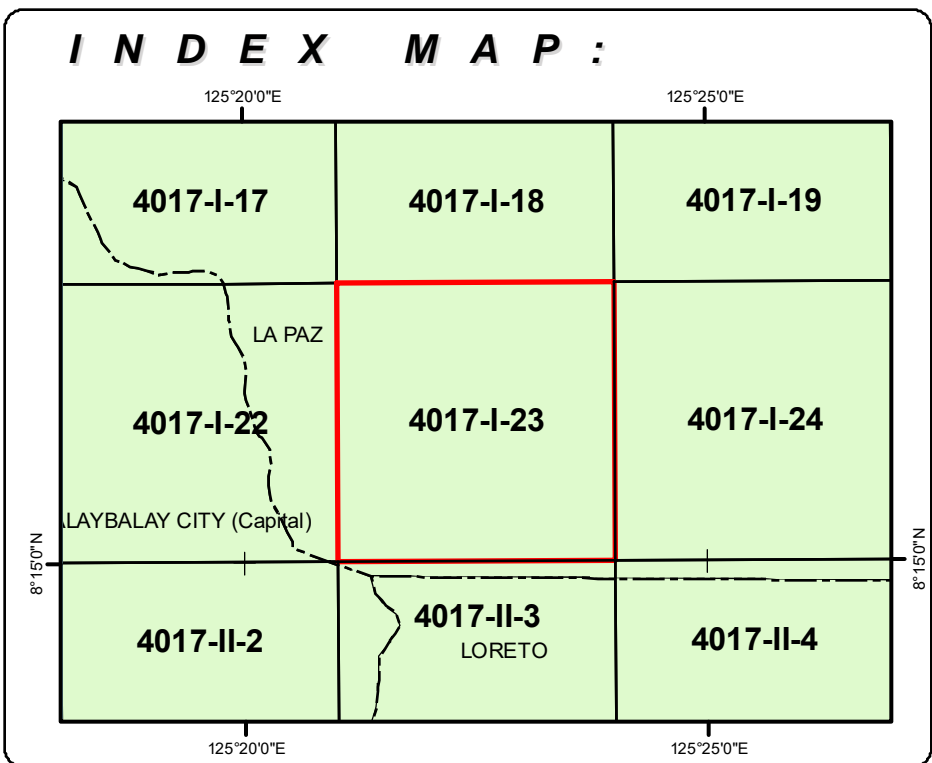 INDEX MAP:
125°20'0"E 125°25'0"E
4017-I-17 4017-I-18 4017-I-19
LA PAZ
4017-I-22 4017-I-23 4017-I-24
LAYBALAY CITY (Capital)
8°15'0"N 8°15'0"N
4017-II-2 4017-II-3 4017-II-4
LORETO
125°20'0"E 125°25'0"E